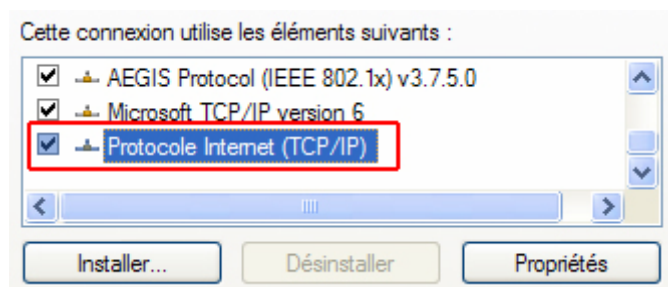 Cette connexion utilise les éléments suivants :
AEGIS Protocol (IEEE 802.1x) v3.7.5.0
Microsoft TCP/IP version 6
Protocole Internet (TCP/IP)
Installer... Désinstaller Propriétés